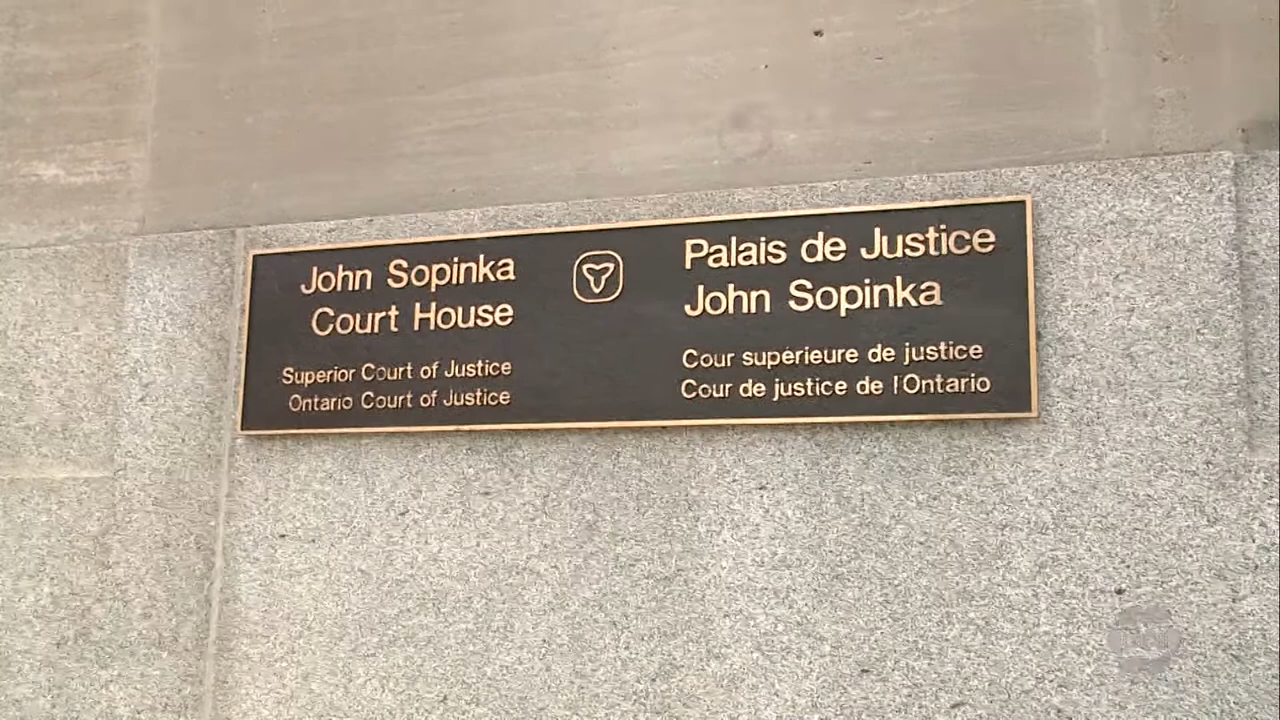 John Sopinka
Court House
Superior Court of Justice
Ontario Court of Justice
Palais de Justice
John Sopinka
Cour supérieure de justice
Cour de justice de l'Ontario